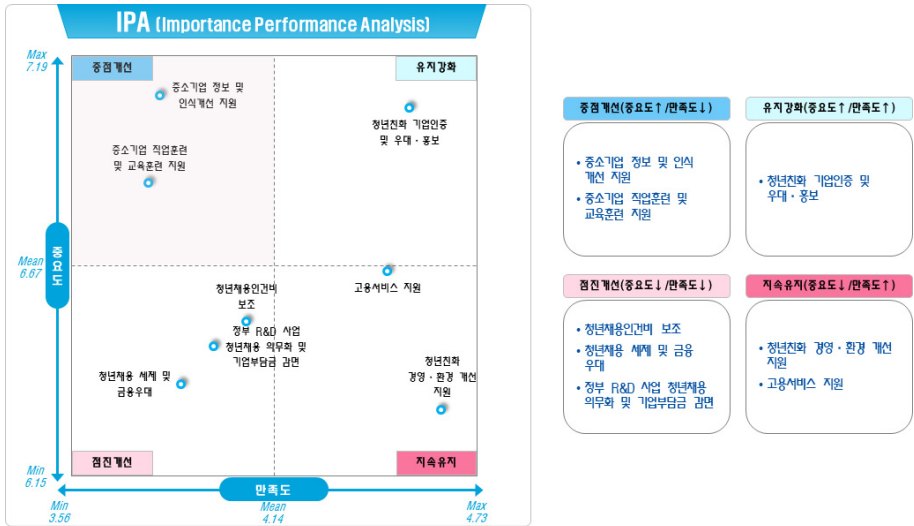 IPA (Importance Performance Analysis)
Max
7.19
중점개선
유지강화
중소기업 정보 및
인식개선 지원
청년친화 기업인증
및 우대·홍보
중소기업 직업훈련
및 교육훈련 지원
중요도
Mean
6.67
고용서비스 지원
청년채용인건비
보조
정부 R&D 사업
청년채용 의무화 및
기업부담금 감면
청년채용 세제 및
금융우대
청년친화
경영·환경 개선
지원
점진개선
지속유지
Min
6.15
만족도
Min
3.56
Mean
4.14
Max
4.73
중점개선(중요도↑/만족도↓)
• 중소기업 정보 및 인식
개선 지원
• 중소기업 직업훈련 및
교육훈련 지원
유지강화(중요도↑/만족도↑)
• 청년친화 기업인증 및
우대·홍보
점진개선(중요도↓/만족도↓)
• 청년채용인건비 보조
• 청년채용 세제 및 금융
우대
• 정부 R&D 사업 청년채용
의무화 및 기업부담금 감면
지속유지(중요도↓/만족도↑)
• 청년친화 경영·환경 개선
지원
• 고용서비스 지원